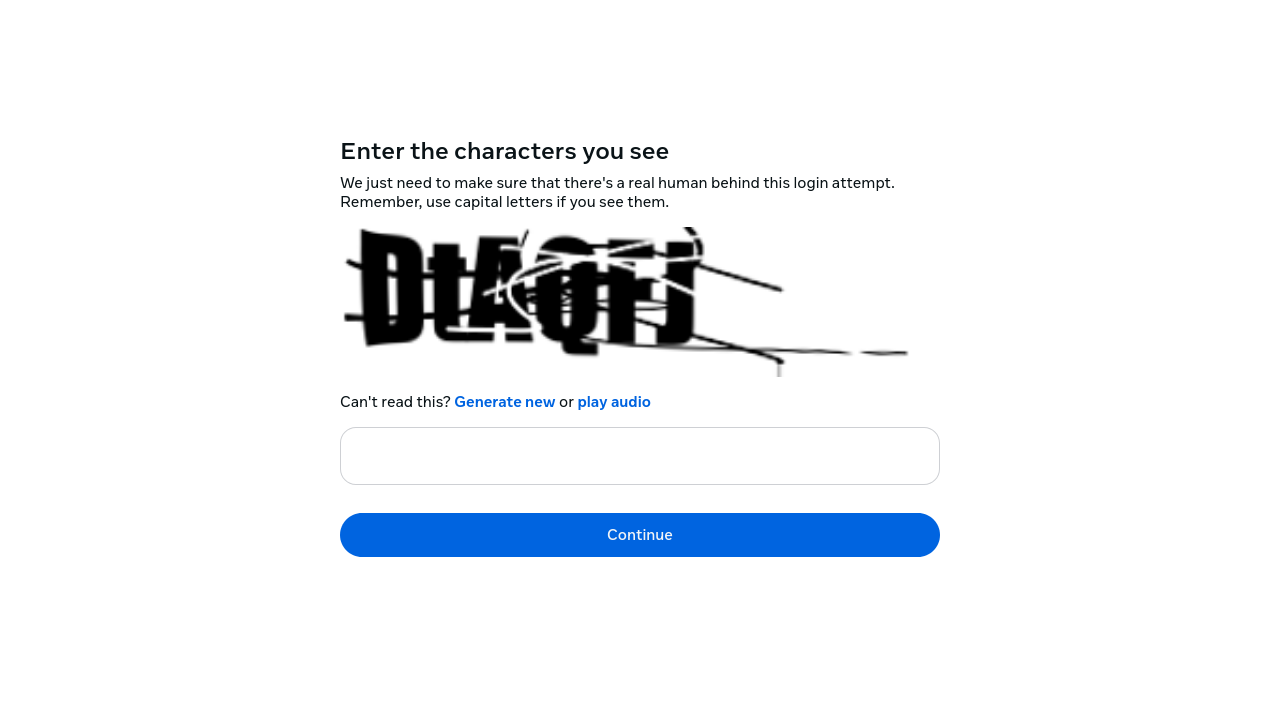 Enter the characters you see
We just need to make sure that there's a real human behind this login attempt.
Remember, use capital letters if you see them.
Can't read this? Generate new or play audio
Continue